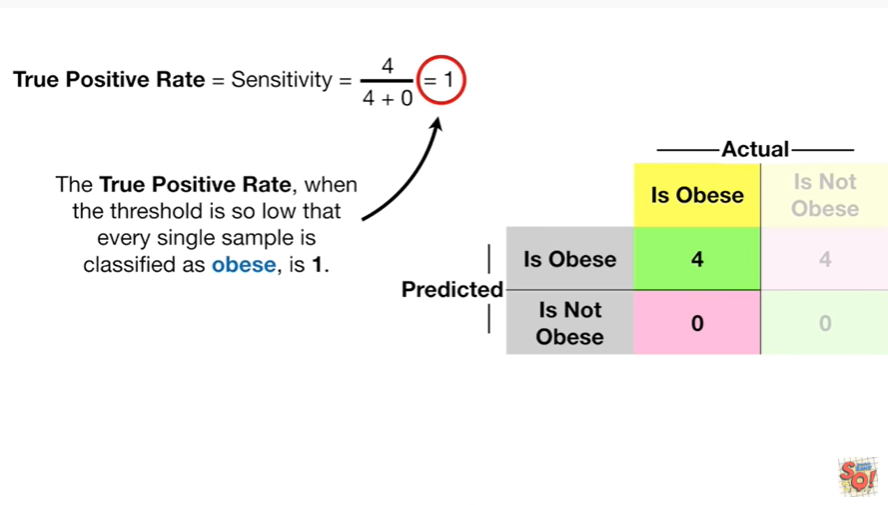 True Positive Rate = Sensitivity = 4 / 4 + 0 = 1
The True Positive Rate, when
the threshold is so low that
every single sample is
classified as obese, is 1.
Actual
Is Obese
Is Not
Obese
Predicted
Is Obese
4
4
Is Not
Obese
0
0
SQ!